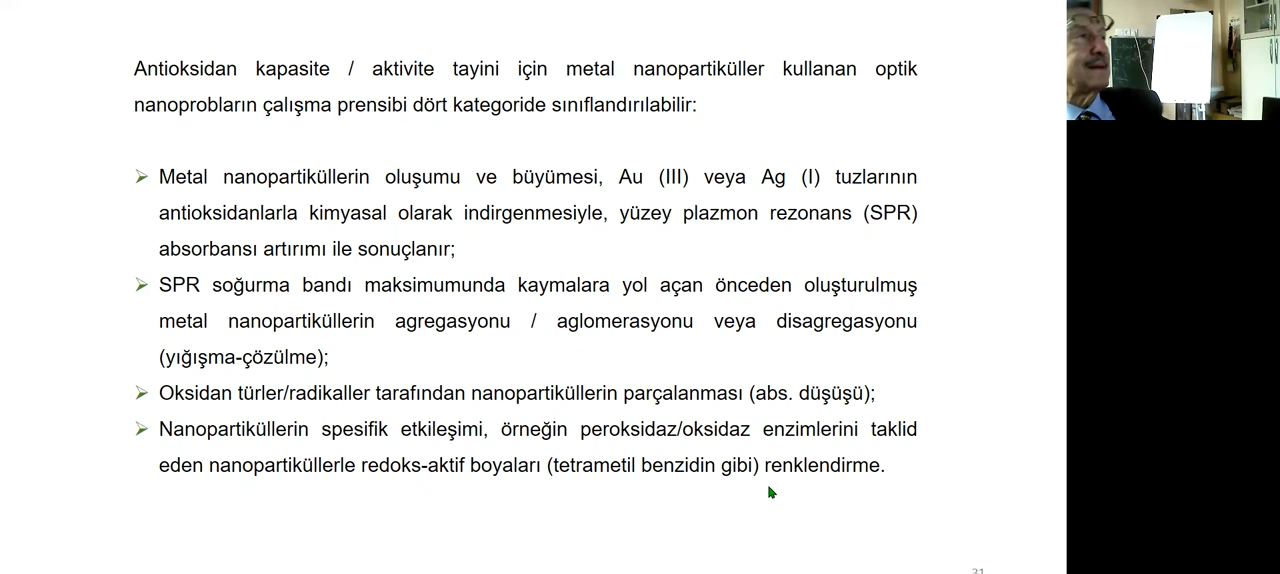 Antioksidan kapasite / aktivite tayini için metal nanopartiküller kullanan optik
nanoprobların çalışma prensibi dört kategoride sınıflandırılabilir:
Metal nanopartiküllerin oluşumu ve büyümesi, Au (III) veya Ag (I) tuzlarının
antioksidanlarla kimyasal olarak indirgenmesiyle, yüzey plazmon rezonans (SPR)
absorbansı artırımı ile sonuçlanır;
SPR soğurma bandı maksimumunda kaymalara yol açan önceden oluşturulmuş
metal nanopartiküllerin agregasyonu / aglomerasyonu veya disagregasyonu
(yığışma-çözülme);
Oksidan türler/radikaller tarafından nanopartiküllerin parçalanması (abs. düşüşü);
Nanopartiküllerin spesifik etkileşimi, örneğin peroksidaz/oksidaz enzimlerini taklid
eden nanopartiküllerle redoks-aktif boyaları (tetrametil benzidin gibi) renklendirme.
31